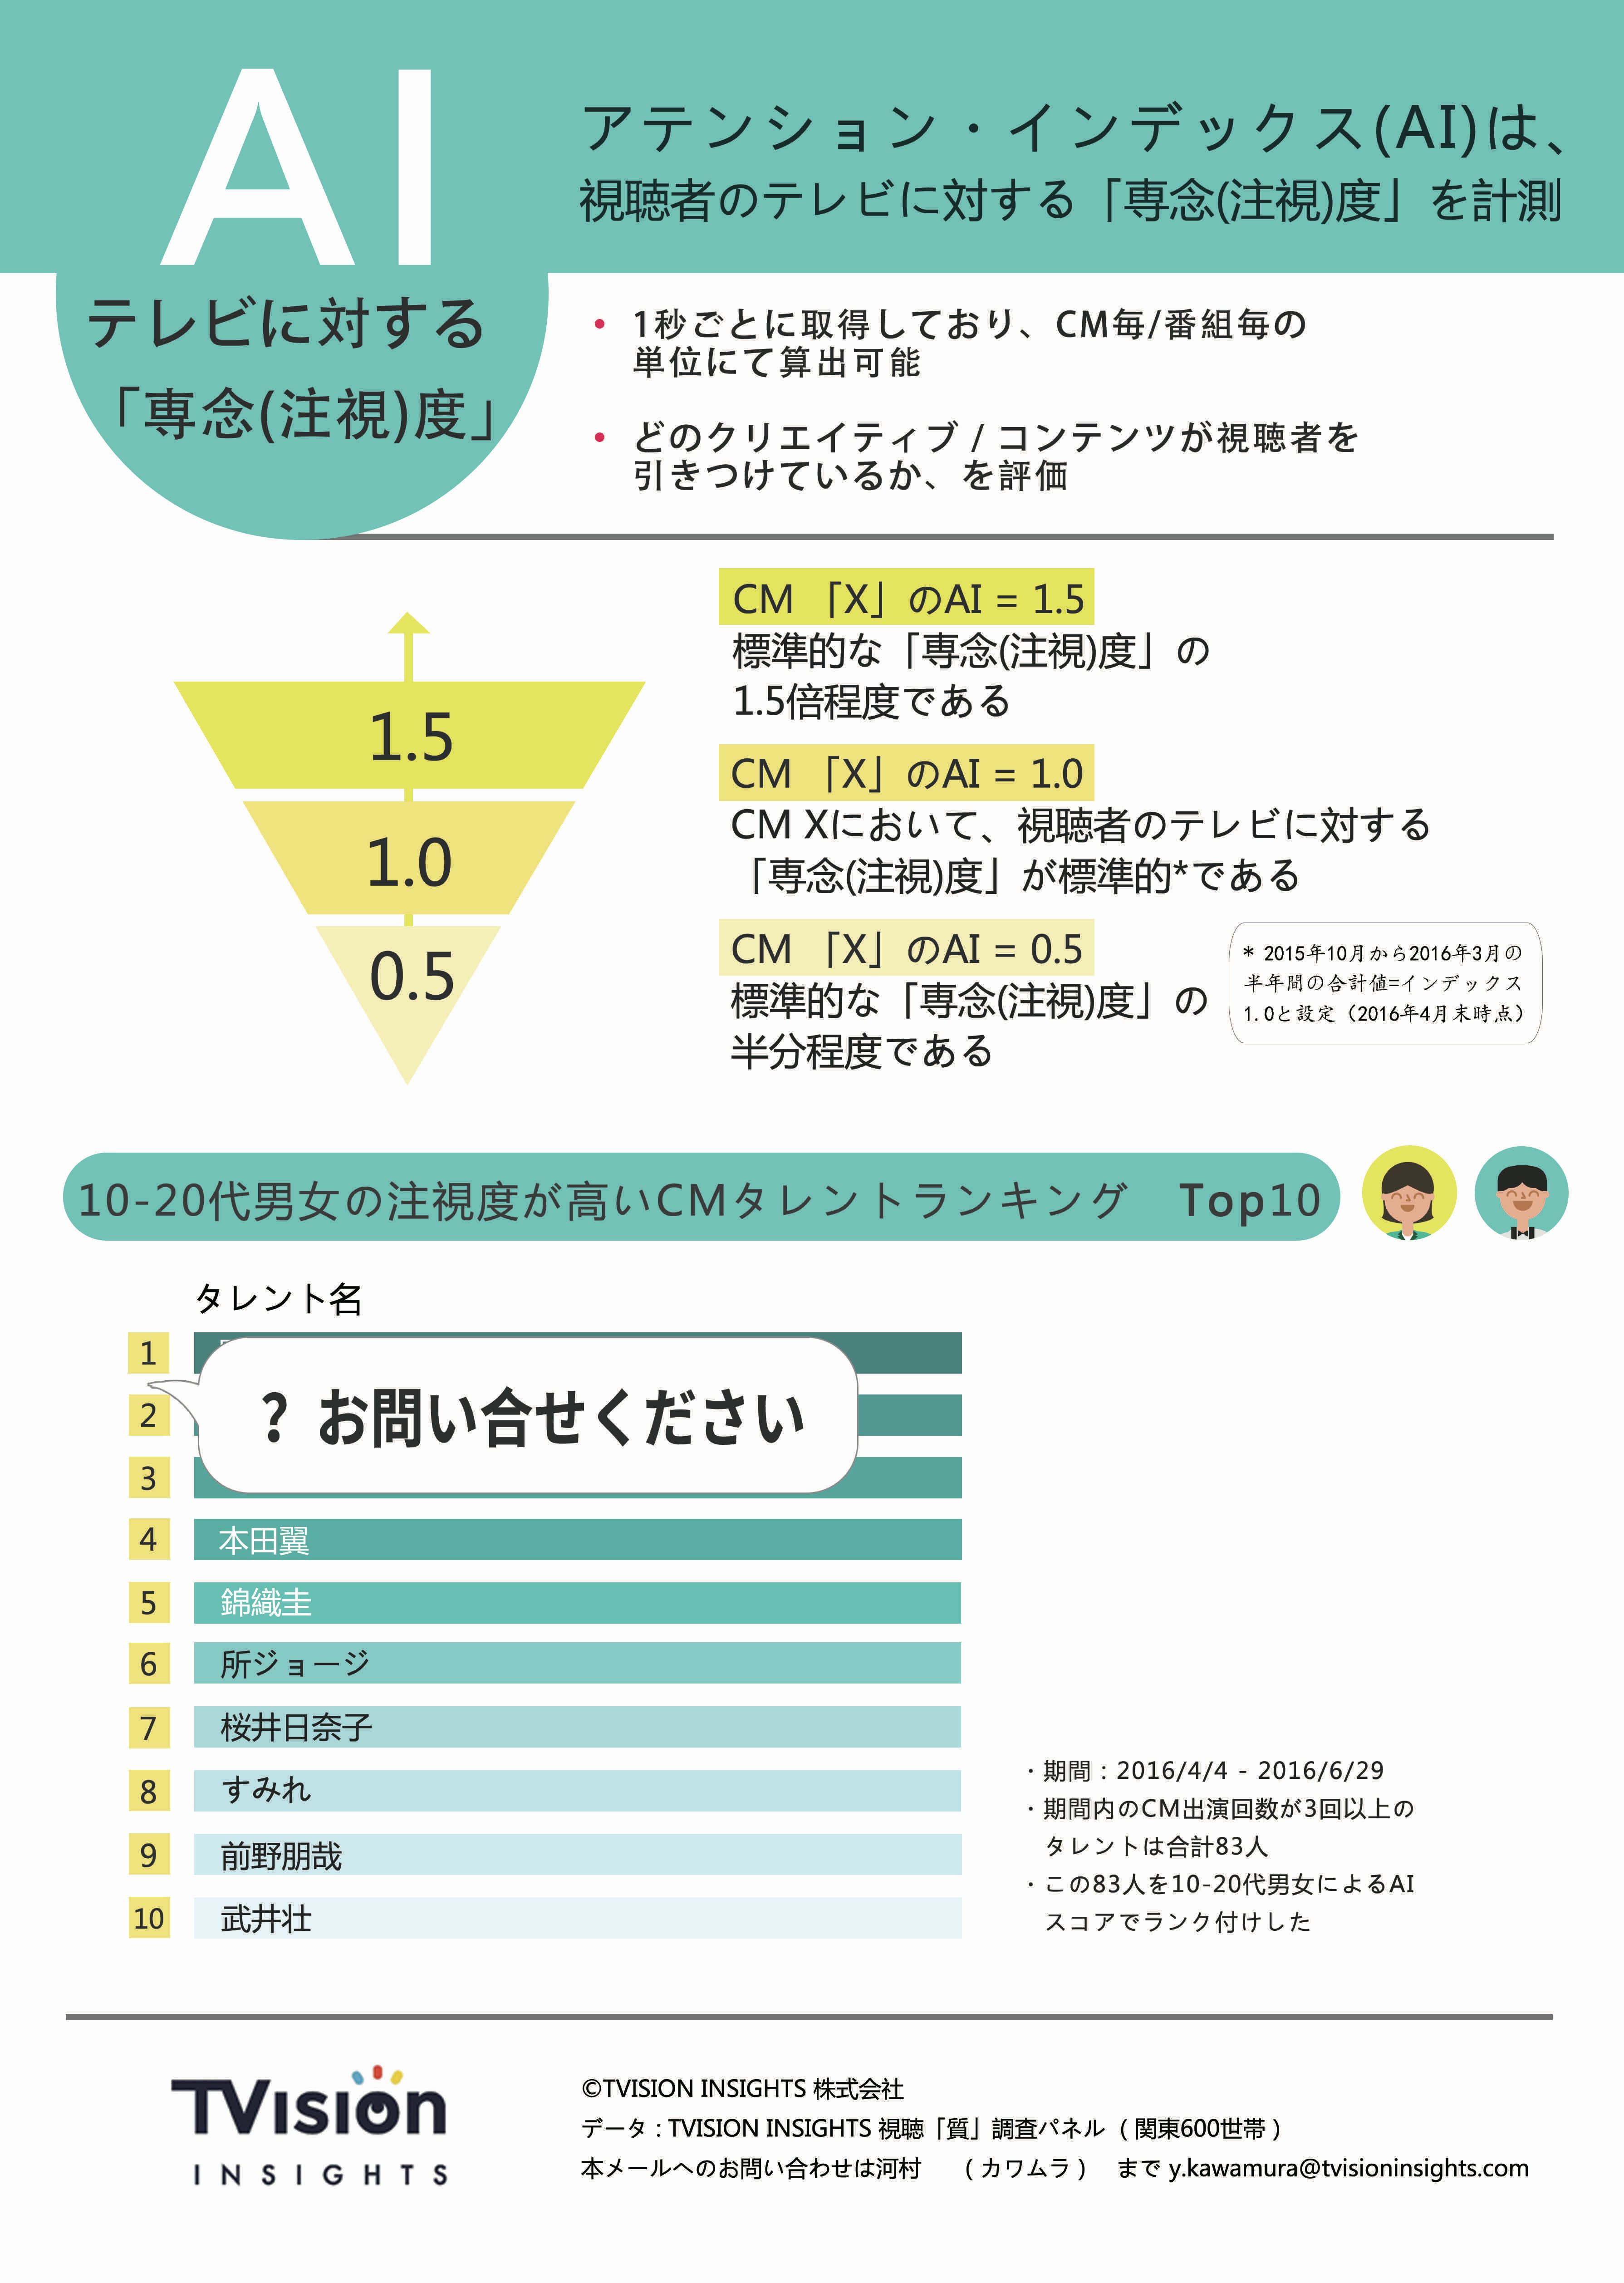 AI
テレビに対する
「専念(注視)度」
アテンション・インデックス(AI)は、
視聴者のテレビに対する「専念(注視)度」を計測
• 1秒ごとに取得しており、CM毎/番組毎の
単位にて算出可能
• どのクリエイティブ / コンテンツが視聴者を
引きつけているか、を評価
1.5
1.0
0.5
CM 「X」のAI = 1.5
標準的な「専念(注視)度」の
1.5倍程度である
CM 「X」のAI = 1.0
CM Xにおいて、視聴者のテレビに対する
「専念(注視)度」が標準的*である
CM 「X」のAI = 0.5
標準的な「専念(注視)度」の
半分程度である
* 2015年10月から2016年3月の
半年間の合計値=インデックス
1.0と設定（2016年4月末時点）
10-20代男女の注視度が高いCMタレントランキング Top10
タレント名
1
2
3
? お問い合せください
4 本田翼
5 錦織圭
6 所ジョージ
7 桜井日奈子
8 すみれ
9 前野朋哉
10 武井壮
・期間：2016/4/4 - 2016/6/29
・期間内のCM出演回数が3回以上の
タレントは合計83人
・この83人を10-20代男女によるAI
スコアでランク付けした
TVision
INSIGHTS
©TVISION INSIGHTS 株式会社
データ：TVISION INSIGHTS 視聴「質」調査パネル（関東600世帯）
本メールへのお問い合わせは河村 （カワムラ） まで y.kawamura@tvisioninsights.com